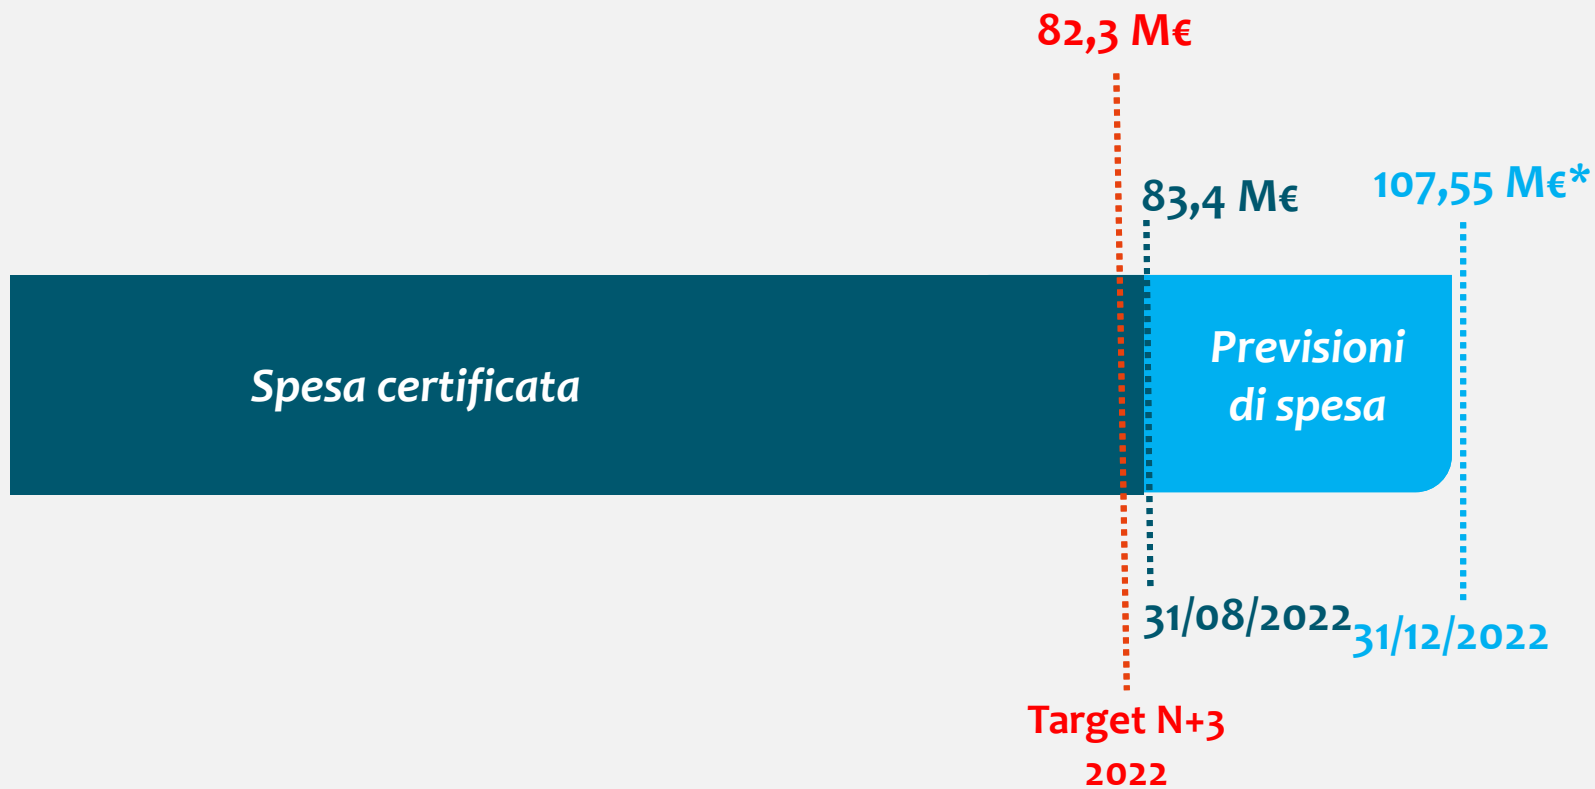 82,3 M€
83,4 M€
107,55 M€*
Spesa certificata
Previsioni
di spesa
31/08/2022
31/12/2022
Target N+3
2022